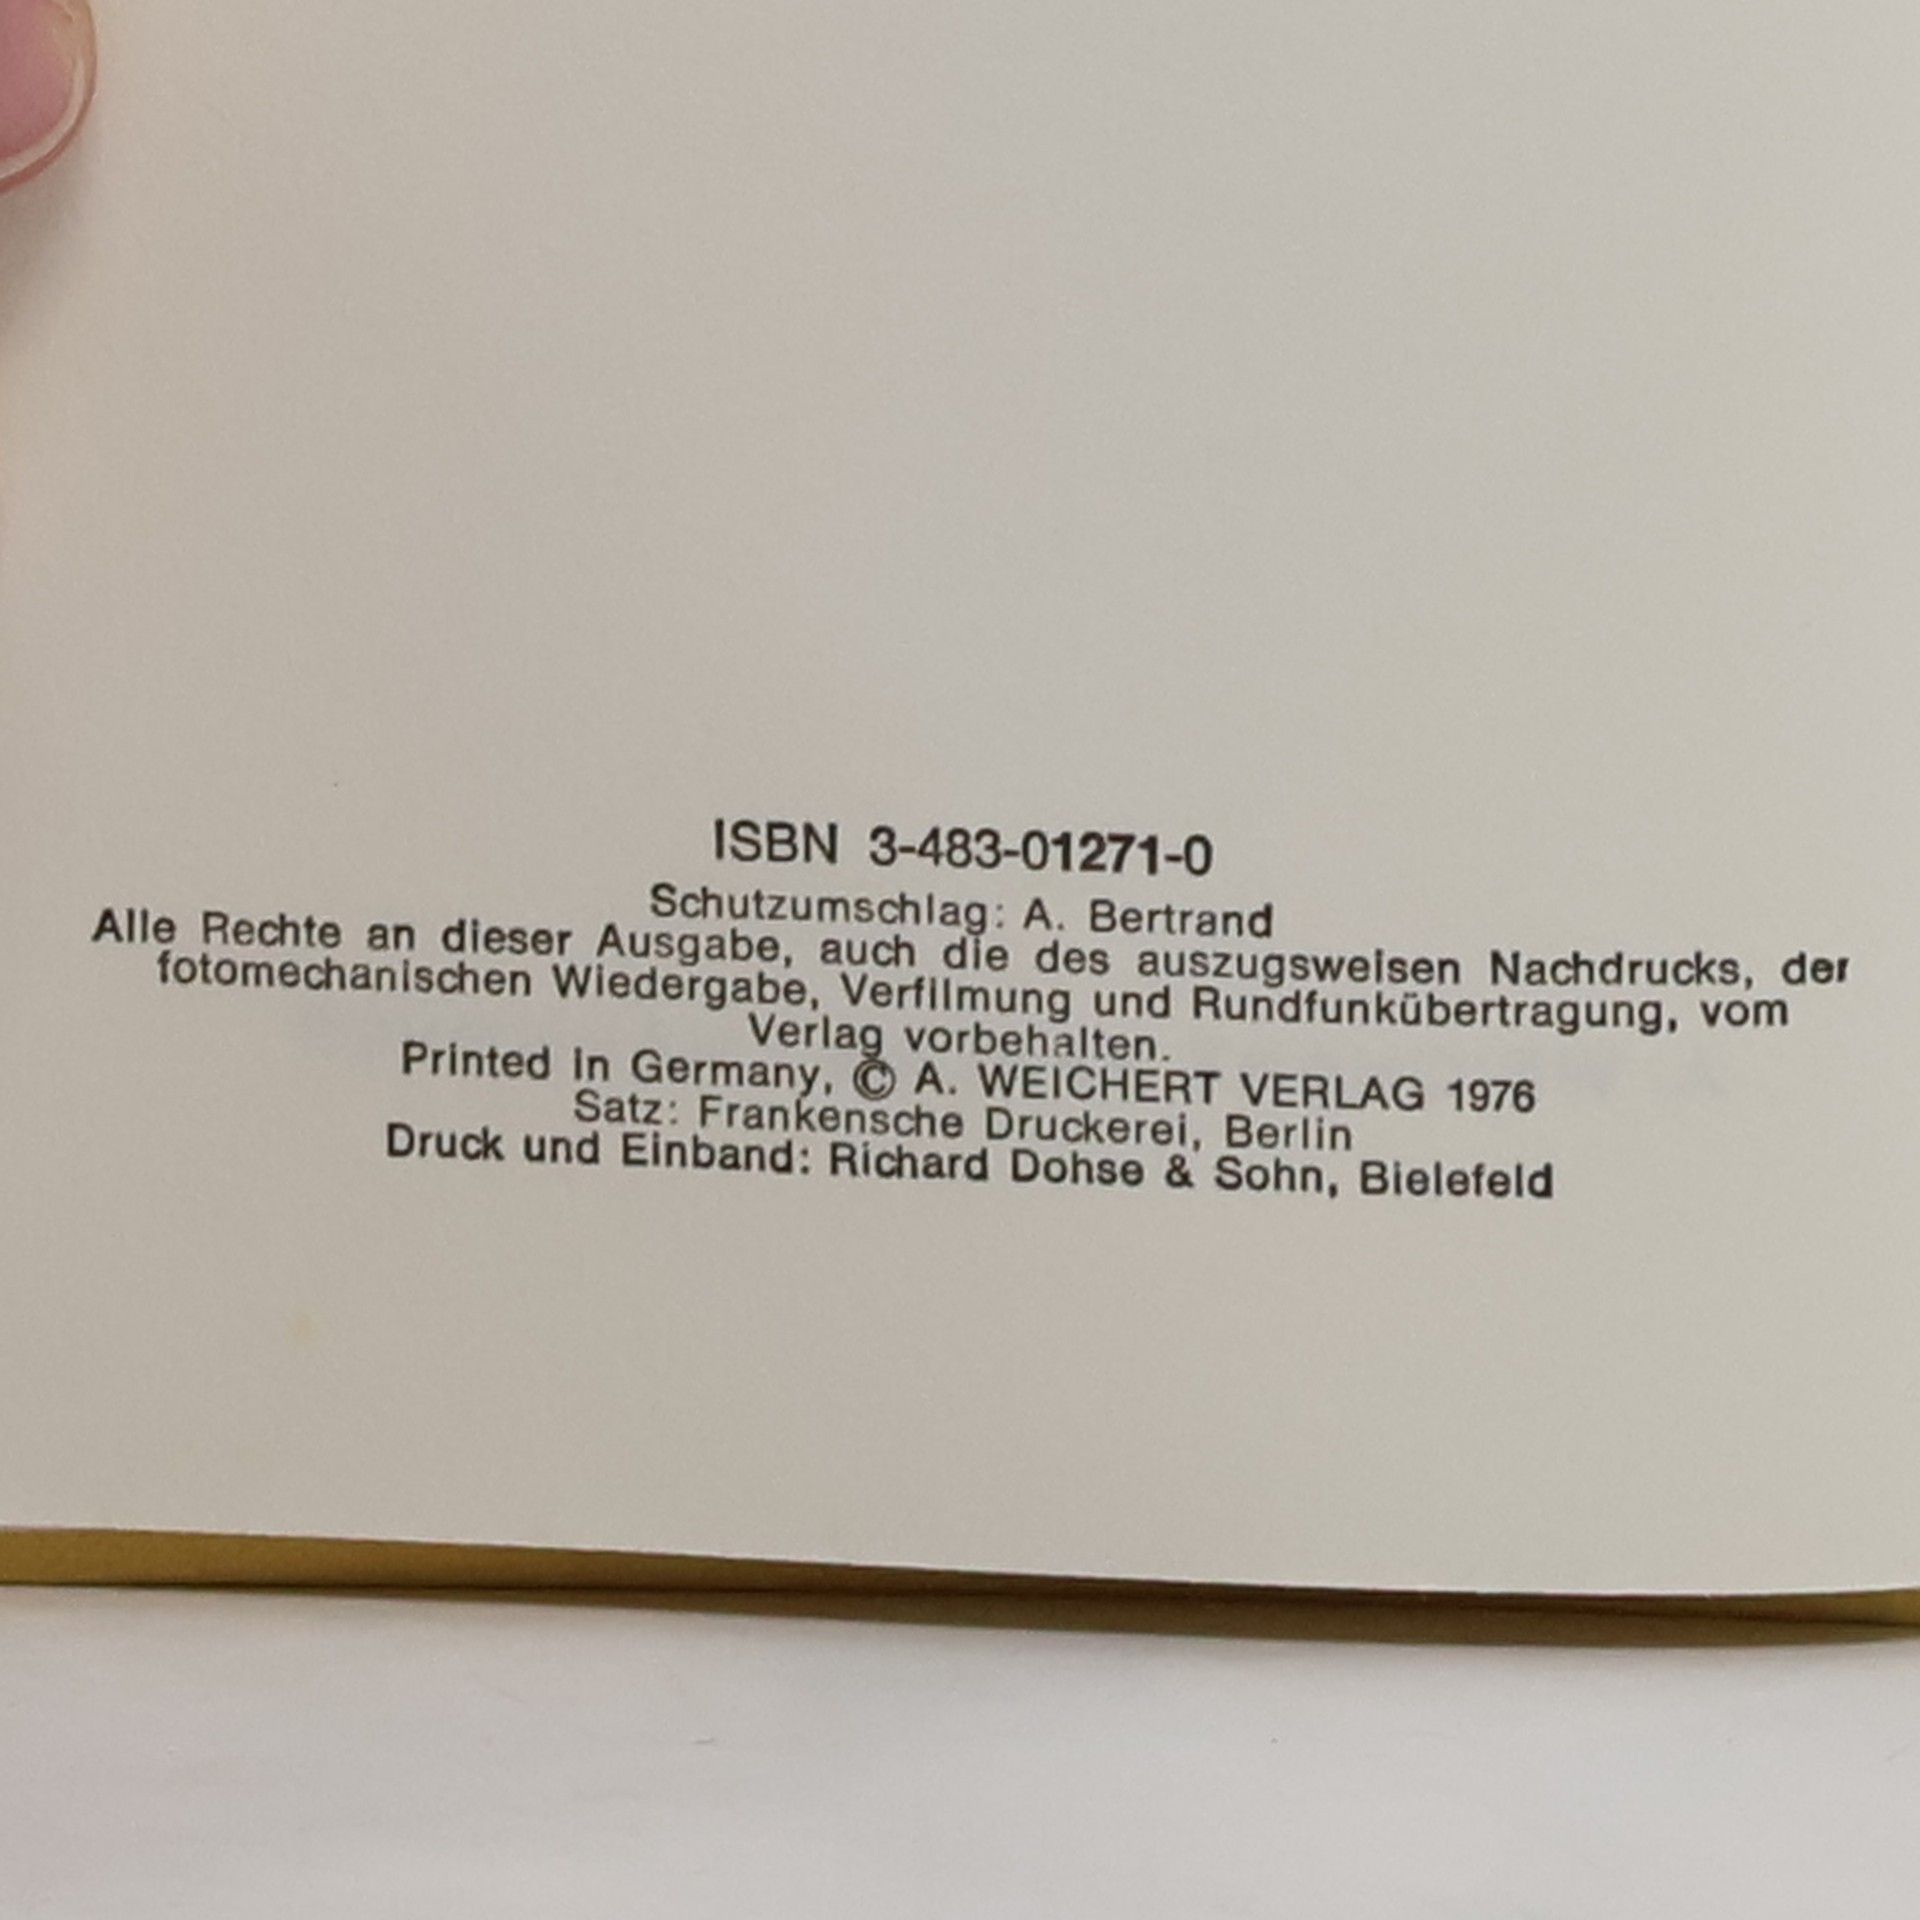 ISBN 3-483-01271-0
Schutzumschlag: A. Bertrand
Alle Rechte an dieser Ausgabe, auch die des auszugsweisen Nachdrucks, der
fotomechanischen Wiedergabe, Verfilmung und Rundfunkübertragung, vom
Verlag vorbehalten.
Printed in Germany, © A. WEICHERT VERLAG 1976
Satz: Frankensche Druckerei, Berlin
Druck und Einband: Richard Dohse & Sohn, Bielefeld